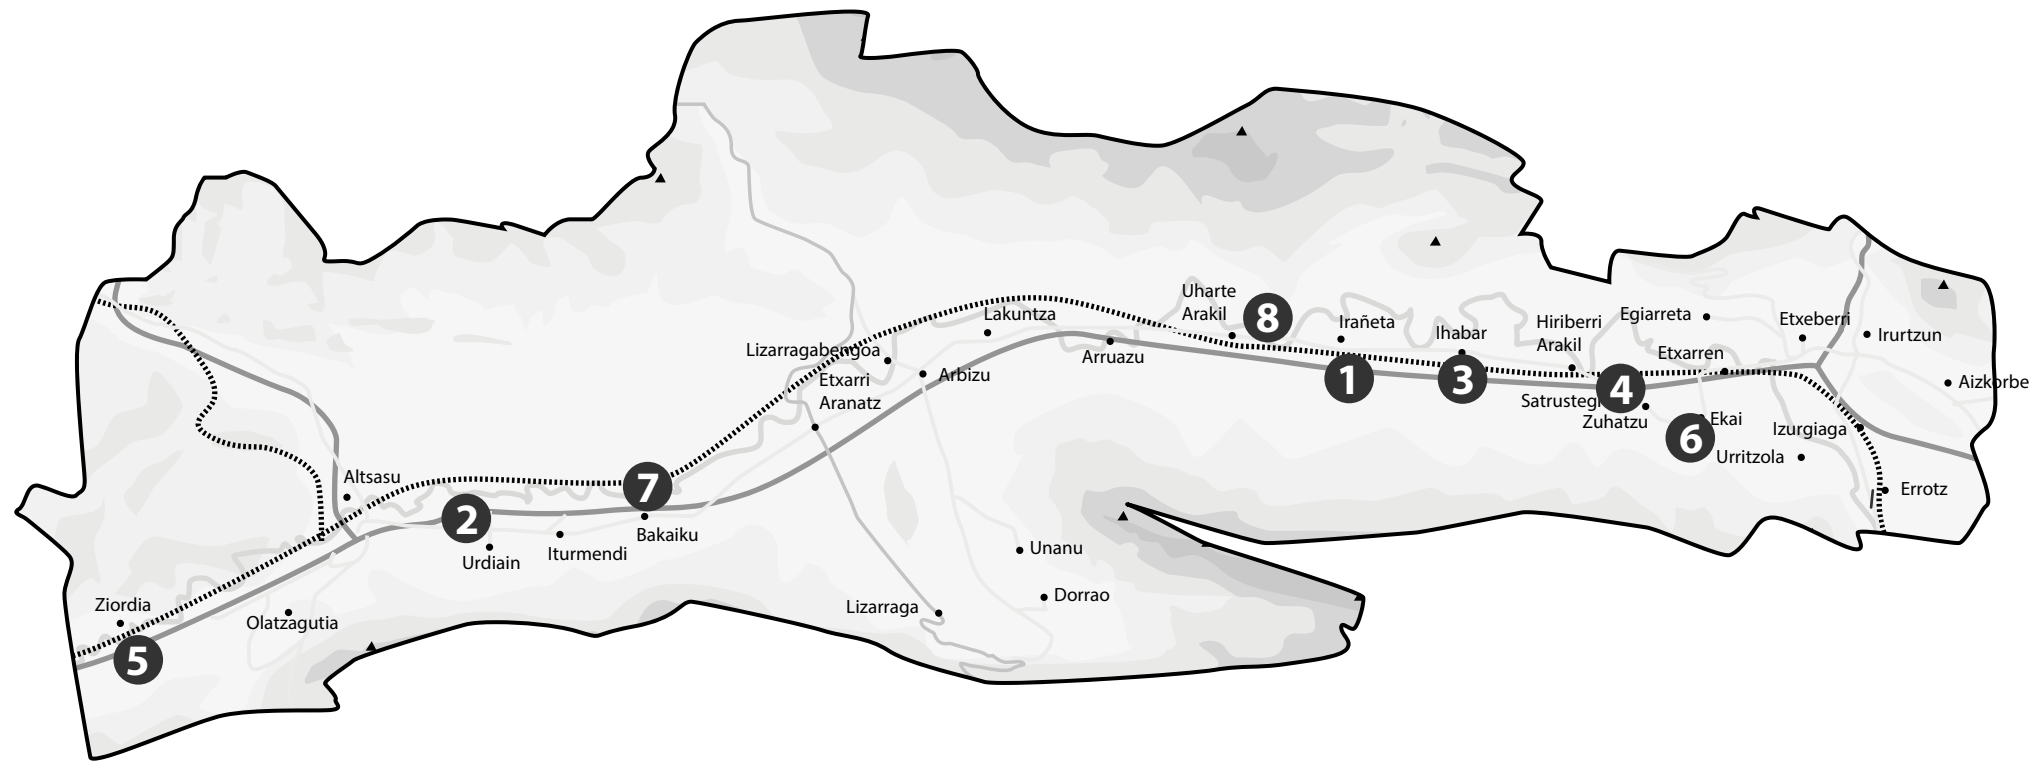 Uharte
Arakil
8
Lakuntza
Irañeta
Ihabar
Hiriberri
Arakil
Egiarreta
Etxeberri
Irurtzun
Lizarragabengoa
Arruazu
Etxarren
Etxarri
Aranatz
Arbizu
1
3
4
Aizkorbe
Satrustegi
Zuhatzu
Ekai
6
Izurgiaga
Urritzola
Altsasu
7
Errotz
2
Bakaiku
Urdiain
Iturmendi
Unanu
Dorrao
Ziordia
Olatzagutia
Lizarraga
5